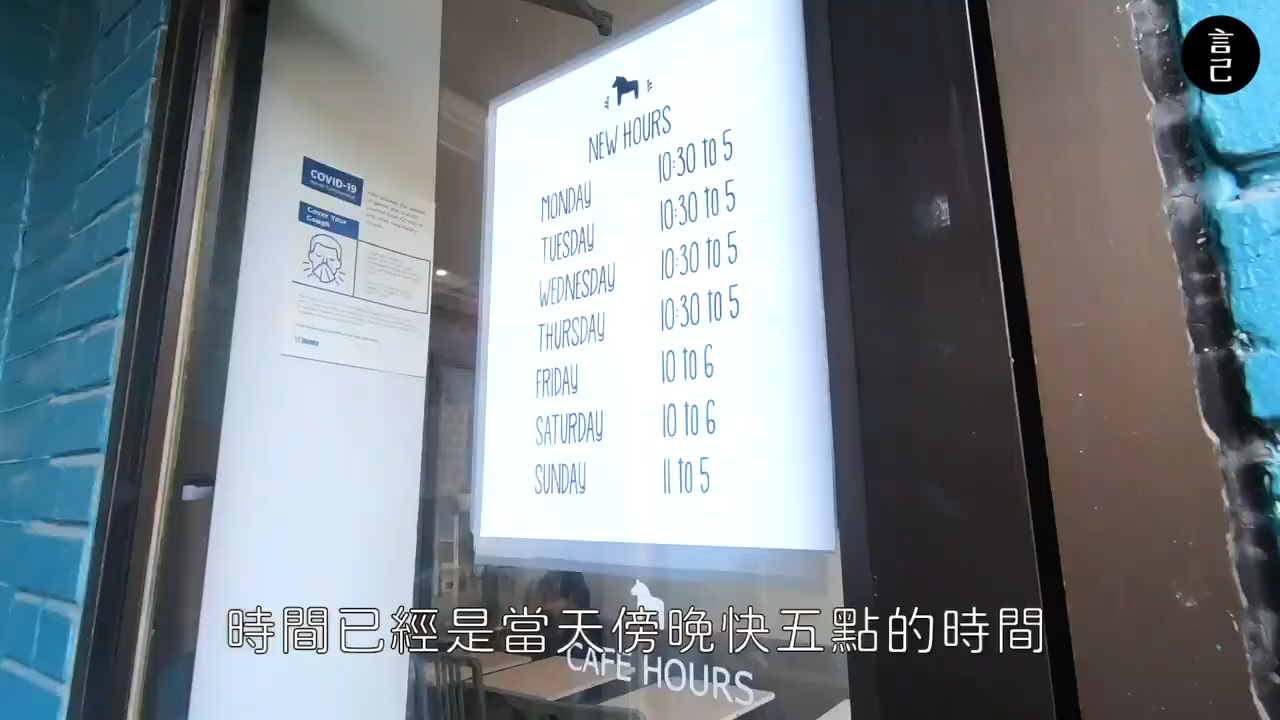 言己
NEW HOURS
MONDAY 10:30 to 5
TUESDAY 10:30 to 5
WEDNESDAY 10:30 to 5
THURSDAY 10:30 to 5
FRIDAY 10 to 6
SATURDAY 10 to 6
SUNDAY 11 to 5
COVID-19
Cover Your
Cough
CAFE HOURS
時間已經是當天傍晚快五點的時間